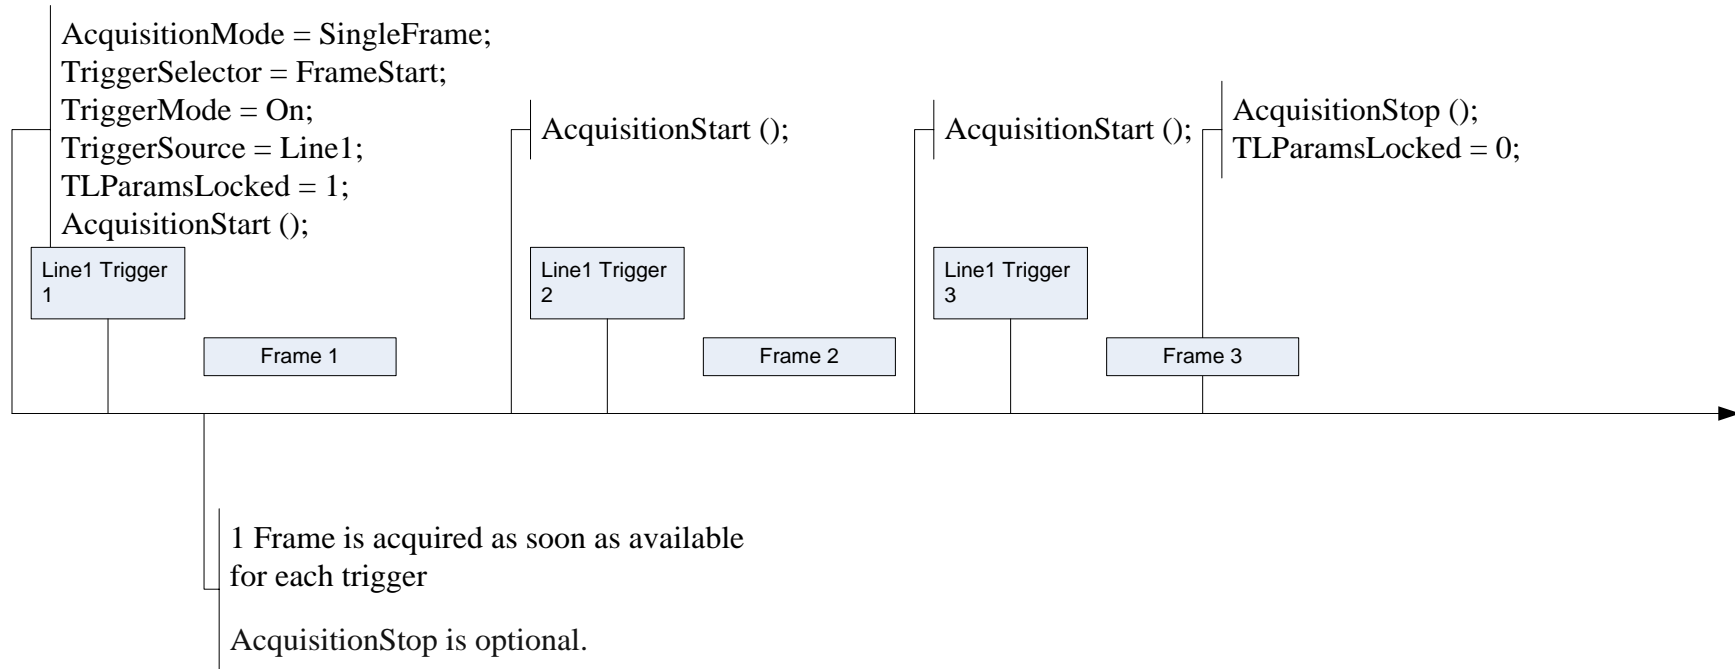 AcquisitionMode = SingleFrame;
TriggerSelector = FrameStart;
TriggerMode = On;
TriggerSource = Line1;
TLParamsLocked = 1;
AcquisitionStart ();
AcquisitionStart ();
AcquisitionStart ();
AcquisitionStop ();
TLParamsLocked = 0;
Line1 Trigger
1
Line1 Trigger
2
Line1 Trigger
3
Frame 1
Frame 2
Frame 3
1 Frame is acquired as soon as available
for each trigger
AcquisitionStop is optional.